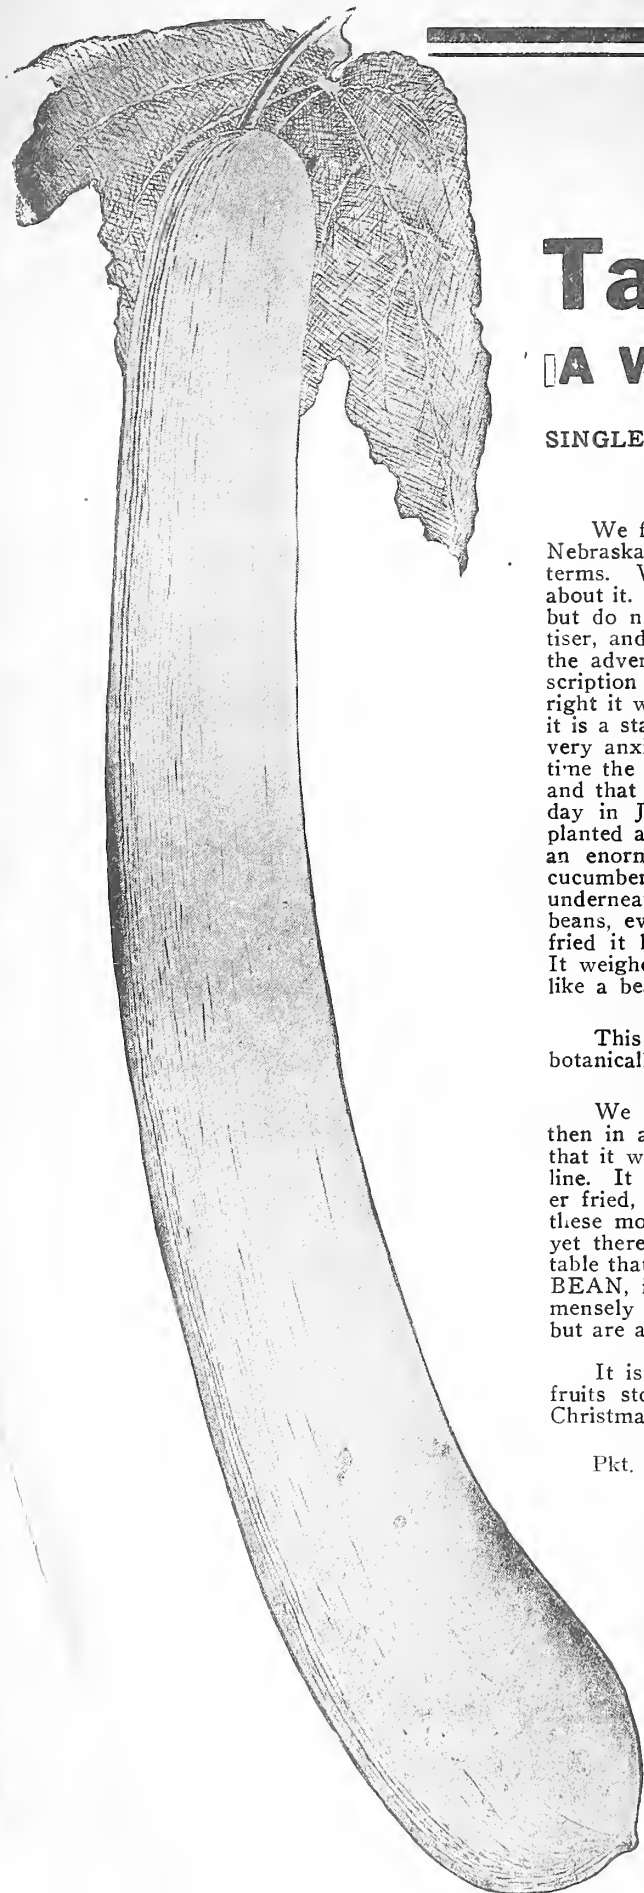 Ta
A
SINGLE
We f
Nebraska
terms. V
about it.
but do n
tiser, and
the adver
scription
right it w
it is a sta
very anxi
time the
and that
day in J
planted a
an enorm
cucumber
underneat
beans, ev
fried it l
It weighe
like a bea
This
botanical
We
then in a
that it w
line. It
er fried,
these mo
yet there
table that
BEAN, i
mensely
but are a
It is
fruits sto
Christma
Pkt.